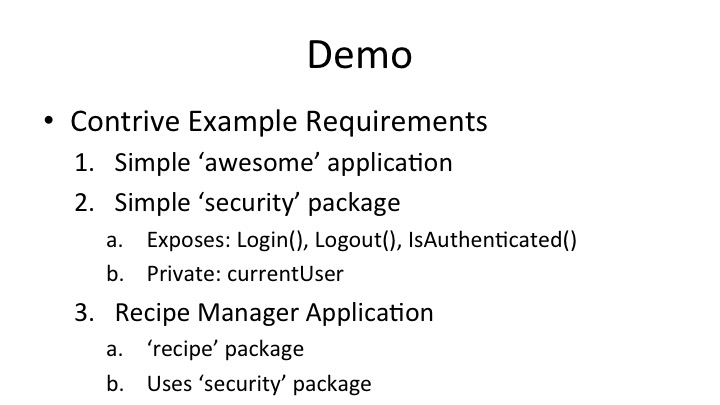 Demo
• Contrive Example Requirements
1. Simple ‘awesome’ application
2. Simple ‘security’ package
a. Exposes: Login(), Logout(), IsAuthenticated()
b. Private: currentUser
3. Recipe Manager Application
a. ‘recipe’ package
b. Uses ‘security’ package